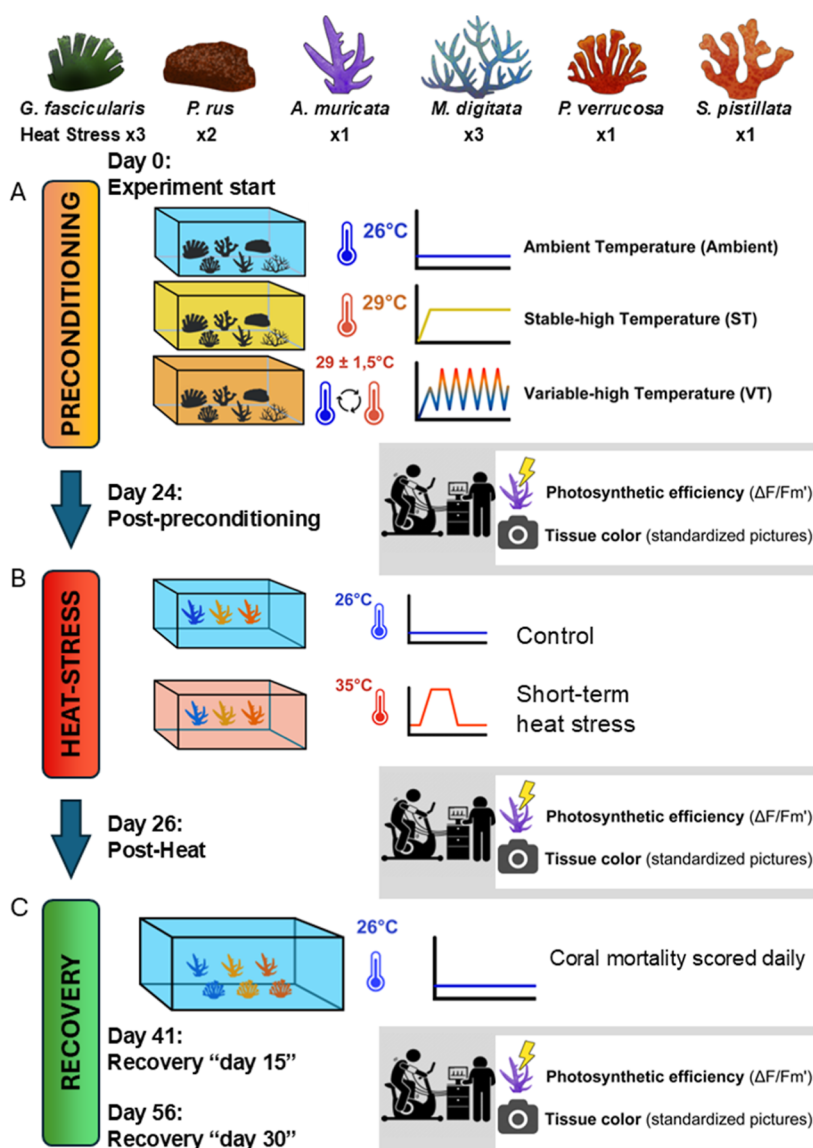 G. fascicularis P. rus A. muricata M. digitata P. verrucosa S. pistillata
Heat Stress x3 x2 x1 x3 x1 x1
Day 0:
Experiment start
A
PRECONDITIONING
26°C
Ambient Temperature (Ambient)
29°C
Stable-high Temperature (ST)
29 ± 1,5°C
Variable-high Temperature (VT)
Day 24:
Post-preconditioning
Photosynthetic efficiency (ΔF/Fm')
Tissue color (standardized pictures)
B
HEAT-STRESS
26°C
Control
35°C
Short-term
heat stress
Day 26:
Post-Heat
Photosynthetic efficiency (ΔF/Fm')
Tissue color (standardized pictures)
C
RECOVERY
26°C
Coral mortality scored daily
Day 41:
Recovery “day 15”
Day 56:
Recovery “day 30”
Photosynthetic efficiency (ΔF/Fm')
Tissue color (standardized pictures)